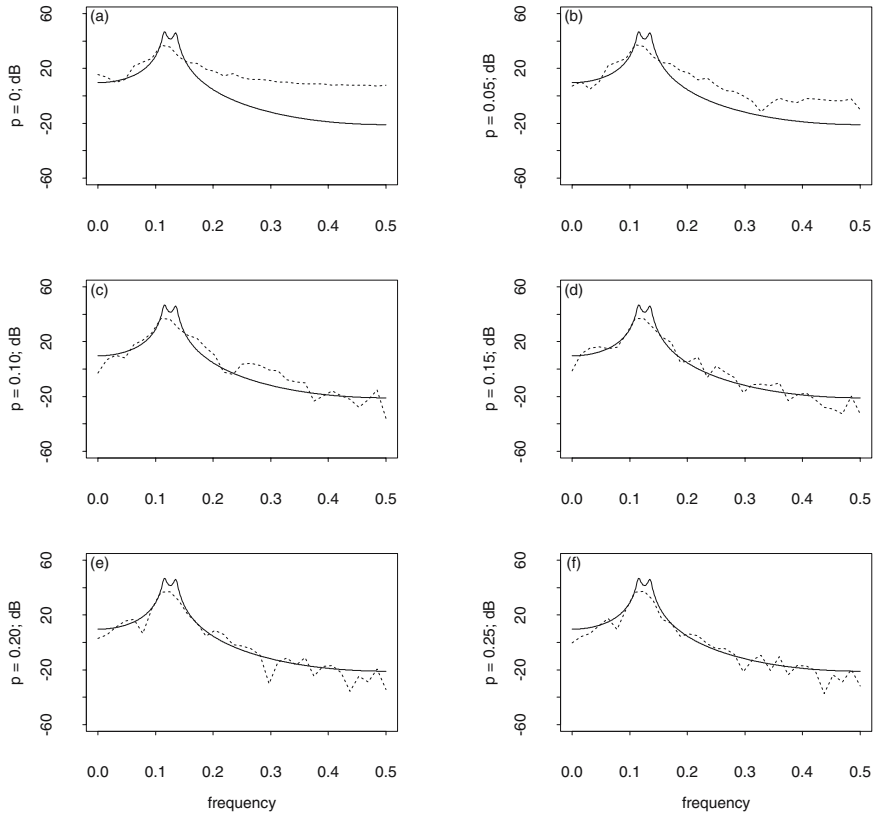 (a)
p = 0; dB
60
20
-20
-60
0.0 0.1 0.2 0.3 0.4 0.5
(b)
p = 0.05; dB
60
20
-20
-60
0.0 0.1 0.2 0.3 0.4 0.5
(c)
p = 0.10; dB
60
20
-20
-60
0.0 0.1 0.2 0.3 0.4 0.5
(d)
p = 0.15; dB
60
20
-20
-60
0.0 0.1 0.2 0.3 0.4 0.5
(e)
p = 0.20; dB
60
20
-20
-60
0.0 0.1 0.2 0.3 0.4 0.5
frequency
(f)
p = 0.25; dB
60
20
-20
-60
0.0 0.1 0.2 0.3 0.4 0.5
frequency